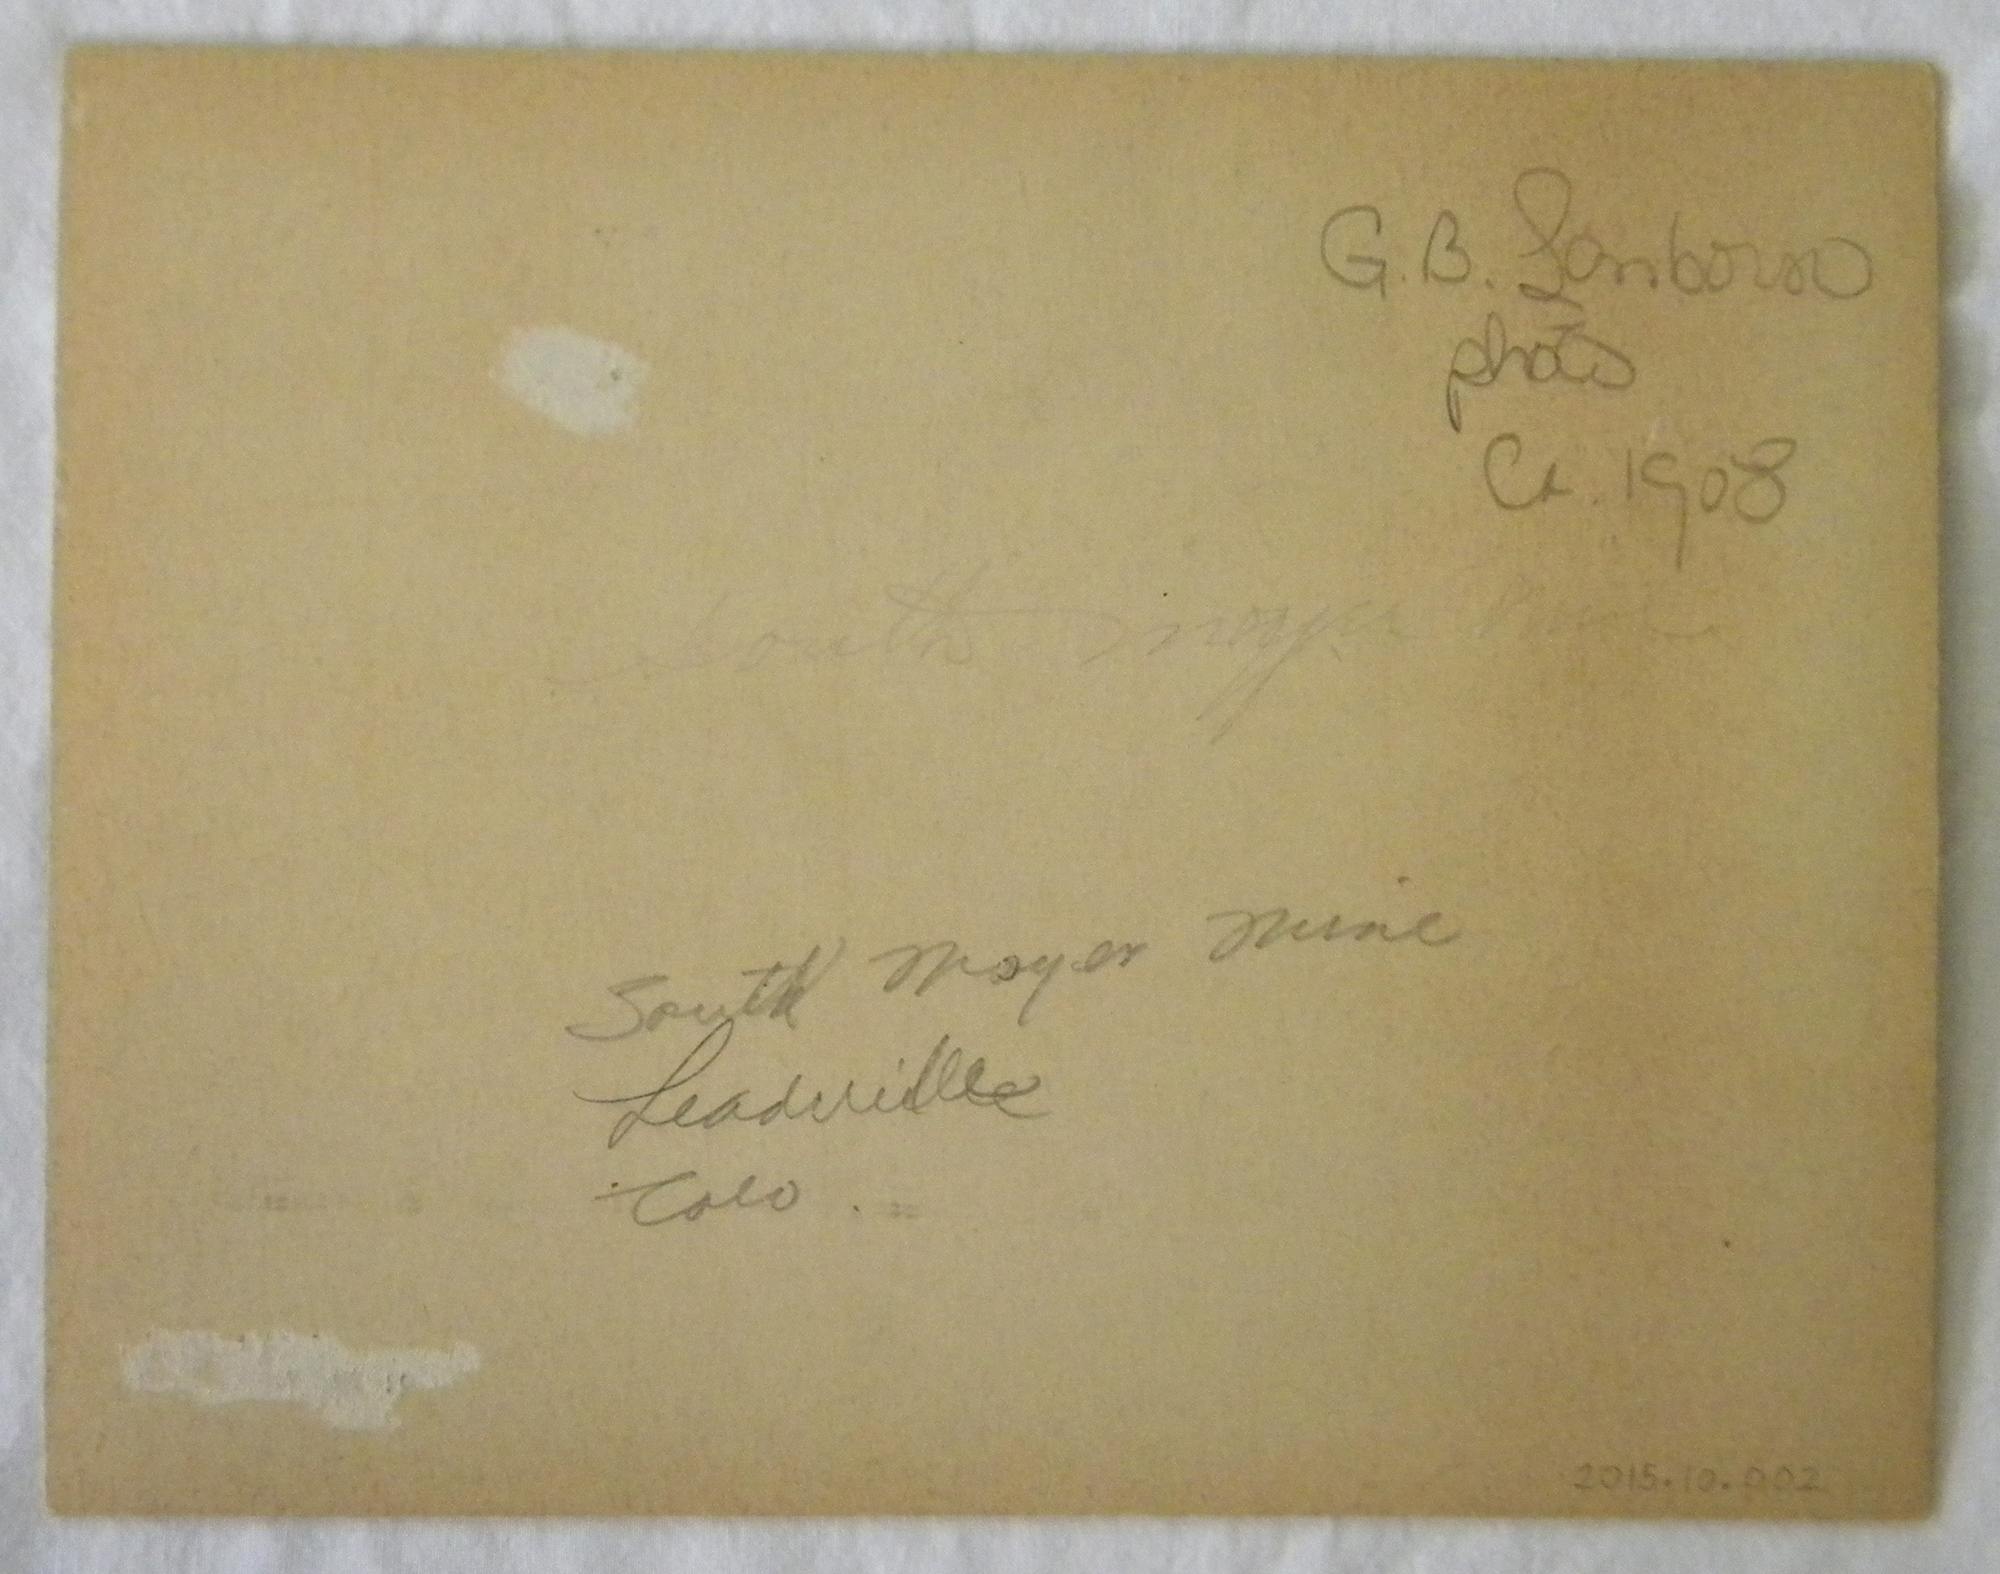 G.B. Sanborn
photo
Ca. 1908
South Moyer Mine
South Moyer Mine
Leadville
Colo.
2015.10.002